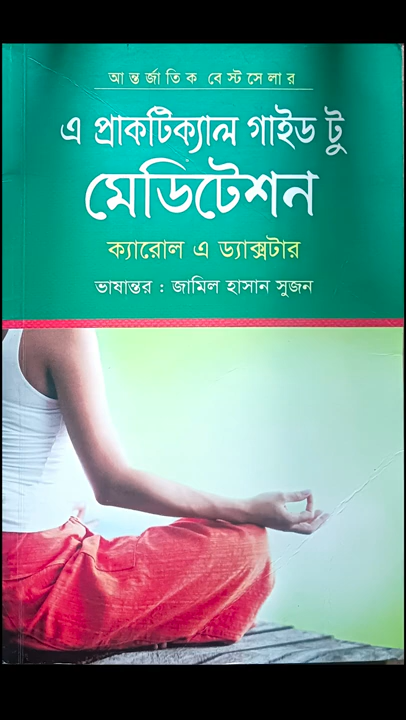 আন্তর্জাতিক বেস্টসেলার
এ প্রাকটিক্যাল গাইড টু
মেডিটেশন
ক্যারোল এ ড্যাক্সটার
ভাষান্তর : জামিল হাসান সুজন